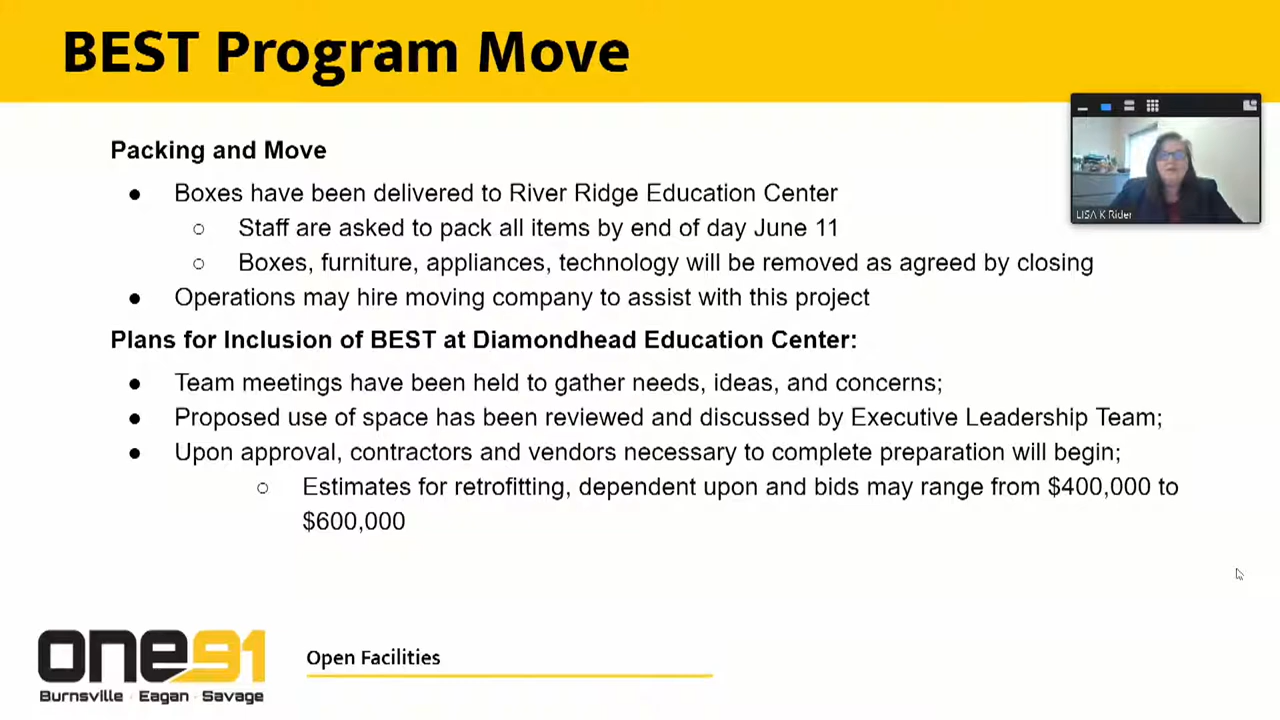 BEST Program Move
LISA K Rider
Packing and Move
Boxes have been delivered to River Ridge Education Center
Staff are asked to pack all items by end of day June 11
Boxes, furniture, appliances, technology will be removed as agreed by closing
Operations may hire moving company to assist with this project
Plans for Inclusion of BEST at Diamondhead Education Center:
Team meetings have been held to gather needs, ideas, and concerns;
Proposed use of space has been reviewed and discussed by Executive Leadership Team;
Upon approval, contractors and vendors necessary to complete preparation will begin;
Estimates for retrofitting, dependent upon and bids may range from $400,000 to
$600,000
one91
Burnsville · Eagan · Savage
Open Facilities